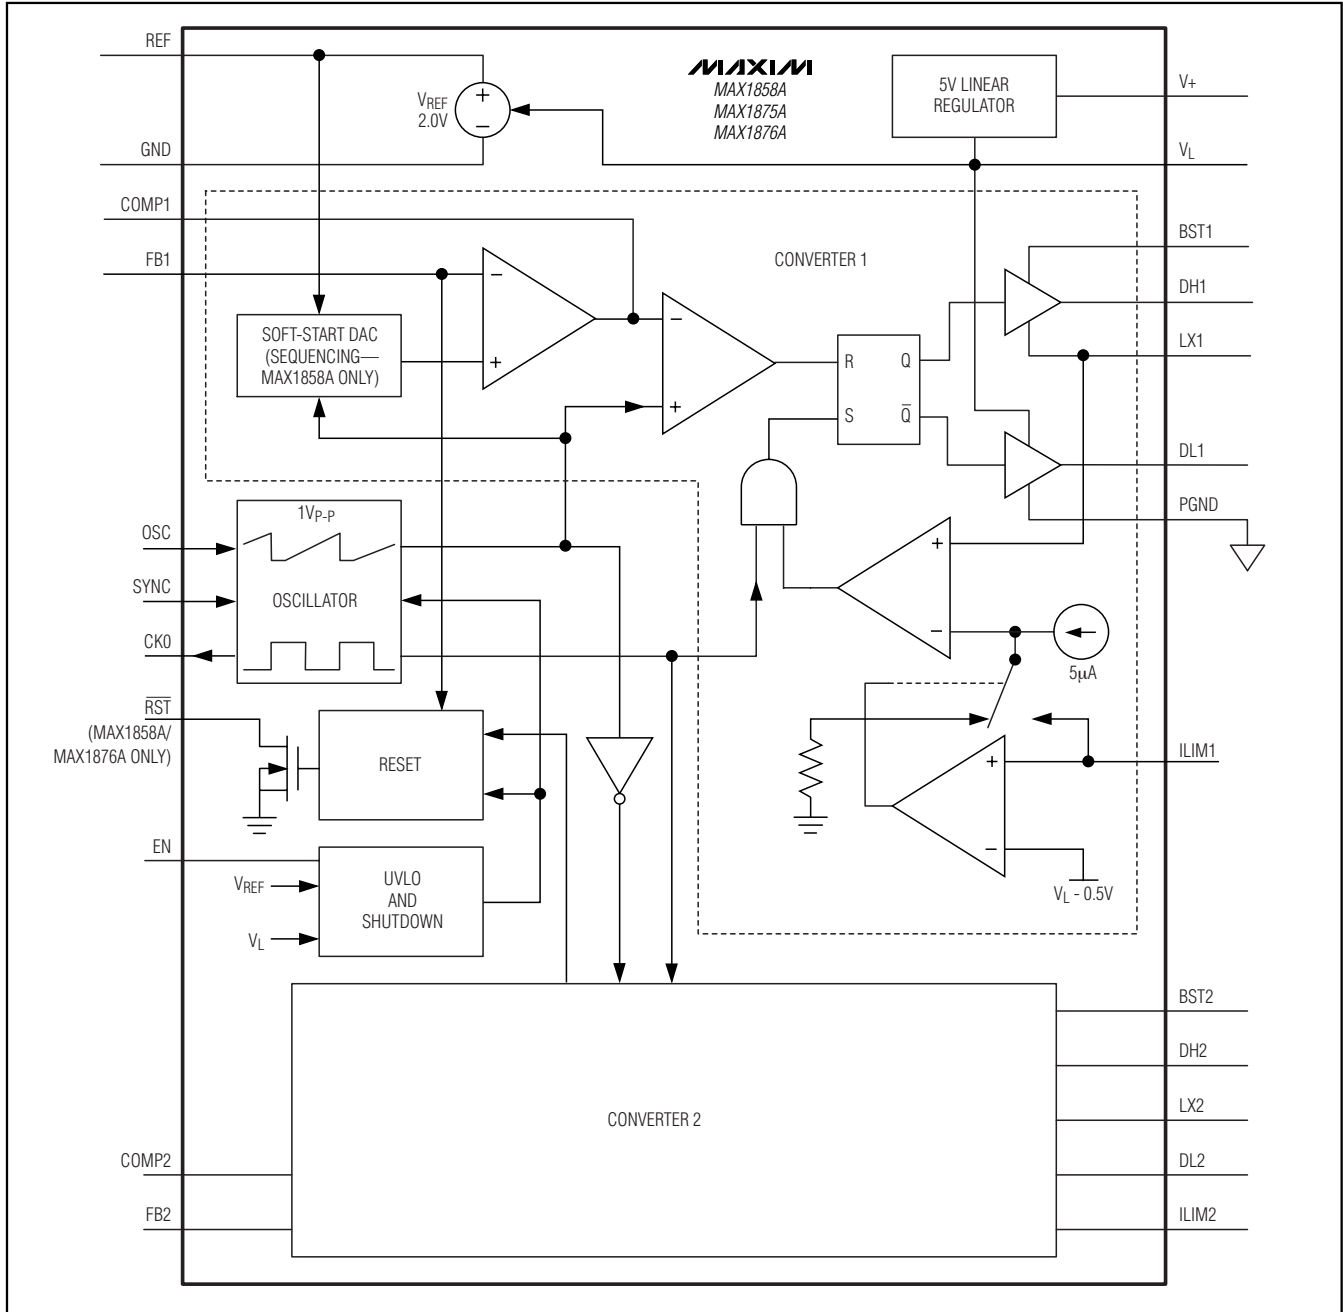 REF
VREF
2.0V
MAXIM
MAX1858A
MAX1875A
MAX1876A
5V LINEAR
REGULATOR
V+
GND
VL
COMP1
FB1
CONVERTER 1
BST1
DH1
LX1
SOFT-START DAC
(SEQUENCING—
MAX1858A ONLY)
+
−
−
+
−
+
R
Q
S
Q̅
DL1
PGND
OSC
SYNC
CK0
1VP-P
OSCILLATOR
+
−
5μA
R̅S̅T̅
(MAX1858A/
MAX1876A ONLY)
RESET
+
−
ILIM1
VL - 0.5V
EN
VREF
VL
UVLO
AND
SHUTDOWN
CONVERTER 2
COMP2
FB2
BST2
DH2
LX2
DL2
ILIM2